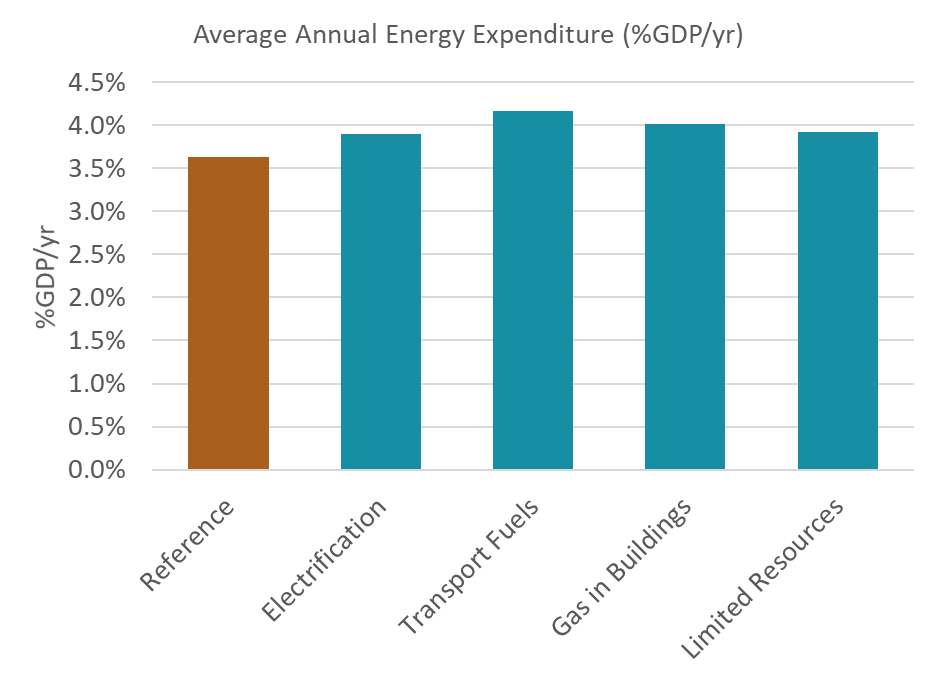 Average Annual Energy Expenditure (%GDP/yr)
%GDP/yr
4.5%
4.0%
3.5%
3.0%
2.5%
2.0%
1.5%
1.0%
0.5%
0.0%
Reference
Electrification
Transport Fuels
Gas in Buildings
Limited Resources